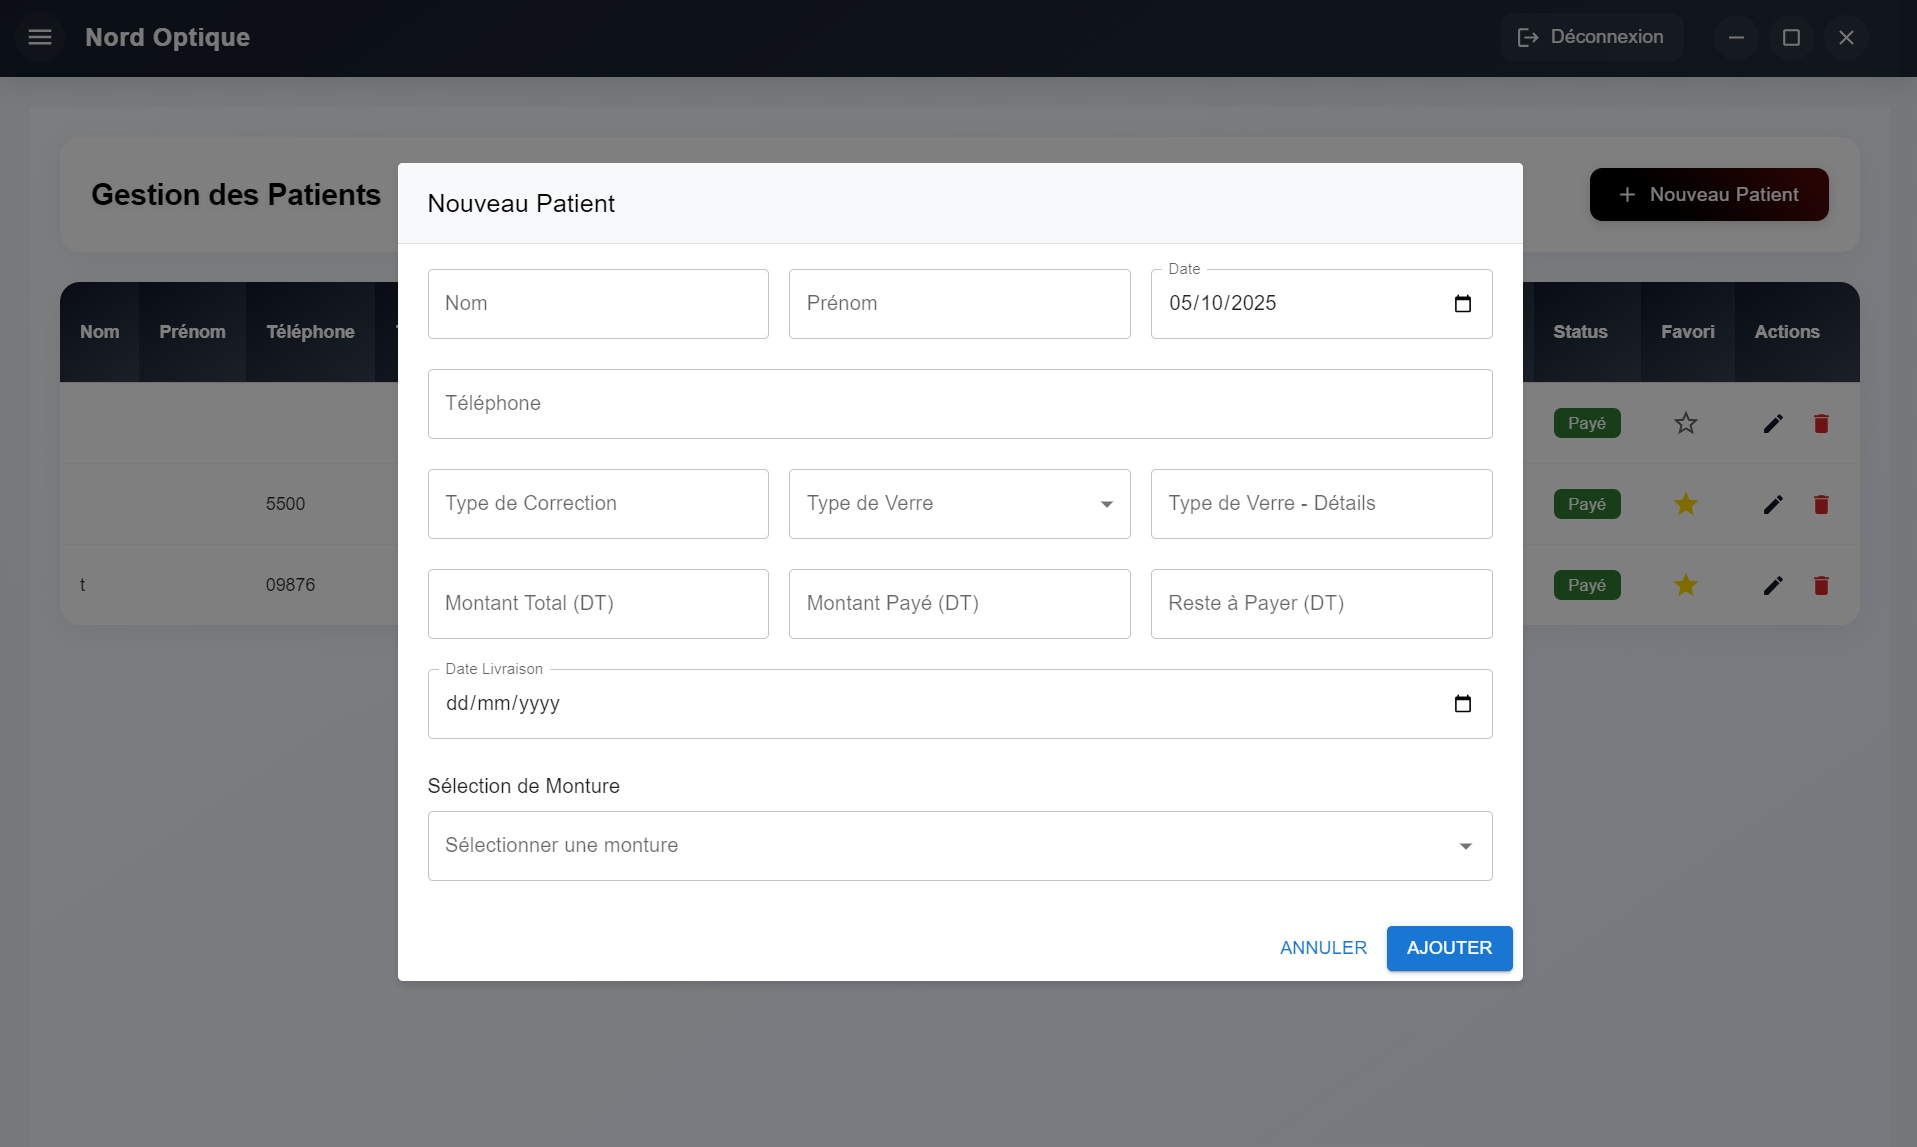 Nord Optique
Déconnexion
Gestion des Patients
Nouveau Patient
Nouveau Patient
Nom Prénom Date 05/10/2025
Téléphone
Type de Correction Type de Verre Type de Verre - Détails
Montant Total (DT) Montant Payé (DT) Reste à Payer (DT)
Date Livraison
dd/mm/yyyy
Sélection de Monture
Sélectionner une monture
ANNULER AJOUTER
Nom Prénom Téléphone Status Favori Actions
Payé
5500 Payé
t 09876 Payé